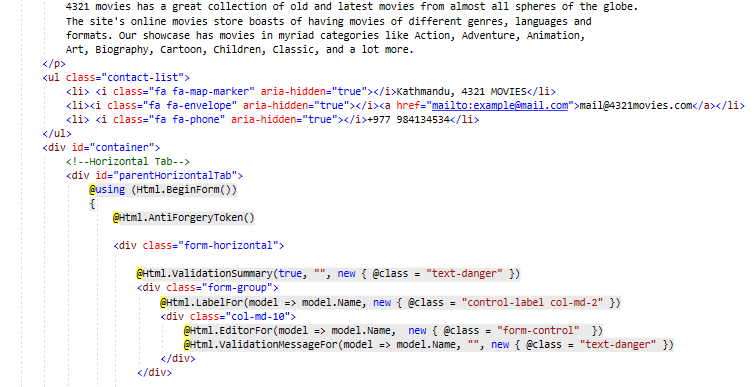 4321 movies has a great collection of old and latest movies from almost all spheres of the globe.
The site's online movies store boasts of having movies of different genres, languages and
formats. Our showcase has movies in myriad categories like Action, Adventure, Animation,
Art, Biography, Cartoon, Children, Classic, and a lot more.
</p>
<ul class="contact-list">
<li> <i class="fa fa-map-marker" aria-hidden="true"></i>Kathmandu, 4321 MOVIES</li>
<li><i class="fa fa-envelope" aria-hidden="true"></i><a href="mailto:example@mail.com">mail@4321movies.com</a></li>
<li> <i class="fa fa-phone" aria-hidden="true"></i>+977 984134534</li>
</ul>
<div id="container">
<!--Horizontal Tab-->
<div id="parentHorizontalTab">
@using (Html.BeginForm())
{
@Html.AntiForgeryToken()
<div class="form-horizontal">
@Html.ValidationSummary(true, "", new { @class = "text-danger" })
<div class="form-group">
@Html.LabelFor(model => model.Name, new { @class = "control-label col-md-2" })
<div class="col-md-10">
@Html.EditorFor(model => model.Name,  new { @class = "form-control"  })
@Html.ValidationMessageFor(model => model.Name, "", new { @class = "text-danger" })
</div>
</div>